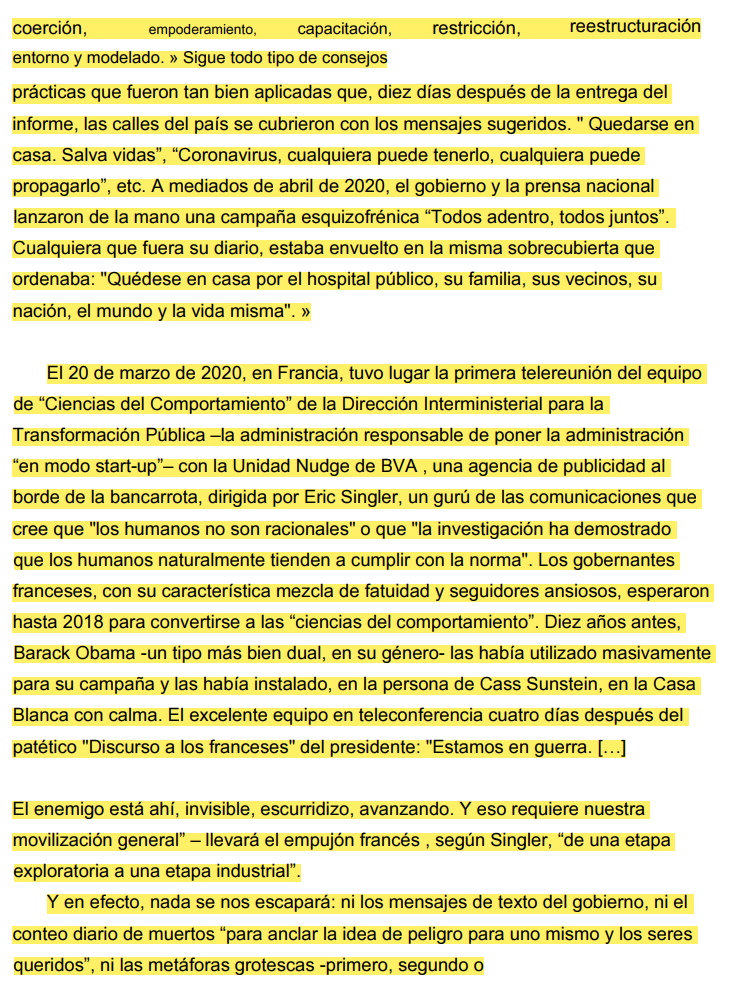 coerción, empoderamiento, capacitación, restricción, reestructuración
entorno y modelado. » Sigue todo tipo de consejos
prácticas que fueron tan bien aplicadas que, diez días después de la entrega del
informe, las calles del país se cubrieron con los mensajes sugeridos. " Quedarse en
casa. Salva vidas”, “Coronavirus, cualquiera puede tenerlo, cualquiera puede
propagarlo”, etc. A mediados de abril de 2020, el gobierno y la prensa nacional
lanzaron de la mano una campaña esquizofrénica “Todos adentro, todos juntos”.
Cualquiera que fuera su diario, estaba envuelto en la misma sobrecubierta que
ordenaba: "Quédese en casa por el hospital público, su familia, sus vecinos, su
nación, el mundo y la vida misma". »
El 20 de marzo de 2020, en Francia, tuvo lugar la primera telereunión del equipo
de “Ciencias del Comportamiento” de la Dirección Interministerial para la
Transformación Pública –la administración responsable de poner la administración
“en modo start-up”– con la Unidad Nudge de BVA , una agencia de publicidad al
borde de la bancarrota, dirigida por Eric Singler, un gurú de las comunicaciones que
cree que "los humanos no son racionales" o que "la investigación ha demostrado
que los humanos naturalmente tienden a cumplir con la norma". Los gobernantes
franceses, con su característica mezcla de fatuidad y seguidores ansiosos, esperaron
hasta 2018 para convertirse a las “ciencias del comportamiento”. Diez años antes,
Barack Obama -un tipo más bien dual, en su género- las había utilizado masivamente
para su campaña y las había instalado, en la persona de Cass Sunstein, en la Casa
Blanca con calma. El excelente equipo en teleconferencia cuatro días después del
patético "Discurso a los franceses" del presidente: "Estamos en guerra. […]
El enemigo está ahí, invisible, escurridizo, avanzando. Y eso requiere nuestra
movilización general” – llevará el empujón francés , según Singler, “de una etapa
exploratoria a una etapa industrial”.
Y en efecto, nada se nos escapará: ni los mensajes de texto del gobierno, ni el
conteo diario de muertos “para anclar la idea de peligro para uno mismo y los seres
queridos”, ni las metáforas grotescas -primero, segundo o